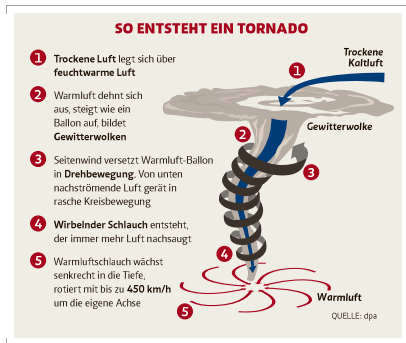 SO ENTSTEHT EIN TORNADO
1 Trockene Luft legt sich über
feuchtwarme Luft
2 Warmluft dehnt sich
aus, steigt wie ein
Ballon auf, bildet
Gewitterwolken
3 Seitenwind versetzt Warmluft-Ballon
in Drehbewegung. Von unten
nachströmende Luft gerät in
rasche Kreisbewegung
4 Wirbelnder Schlauch entsteht,
der immer mehr Luft nachsaugt
5 Warmluftschlauch wächst
senkrecht in die Tiefe,
rotiert mit bis zu 450 km/h
um die eigene Achse
Trockene
Kaltluft
1
Gewitterwolke
2
3
4
Warmluft
5
QUELLE: dpa